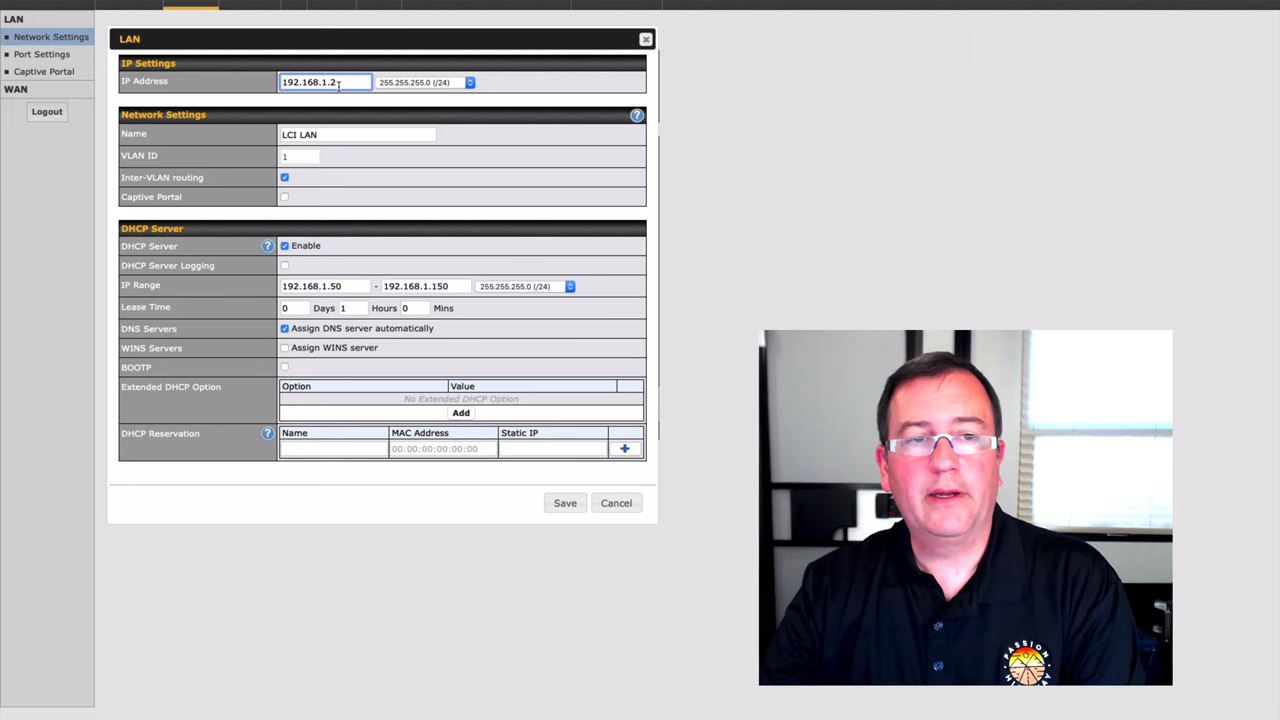 LAN
Network Settings
Port Settings
Captive Portal
WAN
Logout
LAN
IP Settings
IP Address 192.168.1.2 255.255.255.0 (/24)
Network Settings
Name LCI LAN
VLAN ID 1
Inter-VLAN routing
Captive Portal
DHCP Server
DHCP Server Enable
DHCP Server Logging
IP Range 192.168.1.50 - 192.168.1.150 255.255.255.0 (/24)
Lease Time 0 Days 1 Hours 0 Mins
DNS Servers Assign DNS server automatically
WINS Servers Assign WINS server
BOOTP
Extended DHCP Option Option Value
No Extended DHCP Option
Add
DHCP Reservation Name MAC Address Static IP
00:00:00:00:00:00
Save Cancel
PASSION